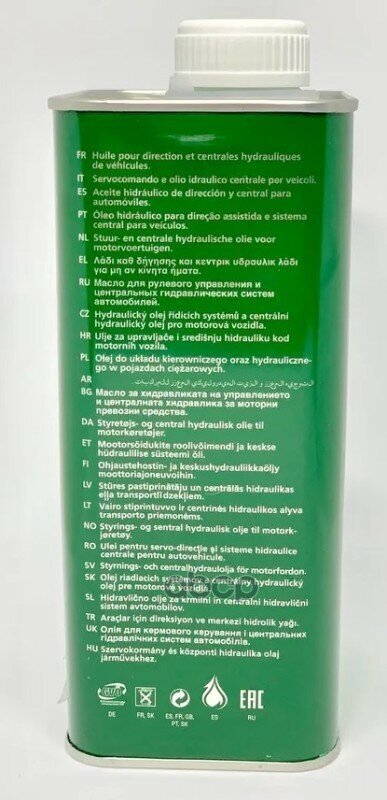 FR Huile pour direction et centrales hydrauliques
de véhicules.
IT Servocomando e olio idraulico centrale per veicoli.
ES Aceite hidráulico de dirección y central para
automóviles.
PT Óleo hidráulico para direção assistida e sistema
central para veículos.
NL Stuur- en centrale hydraulische olie voor
motorvoertuigen.
EL Λάδι καθ δήγησης και κεντρικ υδραυλικ λάδι
για μη αν κίνητα ήματα.
RU Масло для рулевого управления и
центральных гидравлических систем
автомобилей.
CZ Hydraulický olej řídících systémů a centrální
hydraulický olej pro motorová vozidla.
HR Ulje za upravljače i središnju hidrauliku kod
motornih vozila.
PL Olej do układu kierowniczego oraz hydrauliczne-
go w pojazdach ciężarowych.
AR
BG Масло за хидравликата на управлението
и централната хидравлика за моторни
превозни средства.
DA Styretøjs- og central hydraulisk olie til
motorkøretøjer.
ET Mootorsõidukite roolivõimendi ja keskse
hüdraulilise süsteemi õli.
FI Ohjaustehostin- ja keskushydrauliikkaöljy
moottoriajoneuvoihin.
LV Stūres pastiprinātāju un centrālās hidraulikas
eļļa transportlīdzekļiem.
LT Vairo stiprintuvo ir centrinės hidraulinės alyva
transporto priemonėms.
NO Styrings- og sentral hydraulisk olje til motork-
jøretøy.
RO Ulei pentru servo-direcție și sisteme hidraulice
centrale pentru autovehicule.
SV Styrnings- och centralhydraulolja för motorfordon.
SK Olej riadiacich systémov a centrálny hydraulický
olej pre motorové vozidlá.
SL Hidravlično olje za krmilni in centralni hidravlični
sistem avtomobilov.
TR Araçlar için direksiyon ve merkezi hidrolik yağı.
UK Олія для кермового керування і центральних
гідравлічних систем автомобілів.
HU Szervokormány és központi hidraulika olaj
járművekhez.
EAC
DE FR, SK ES, FR, GB, ES RU
PT, SK